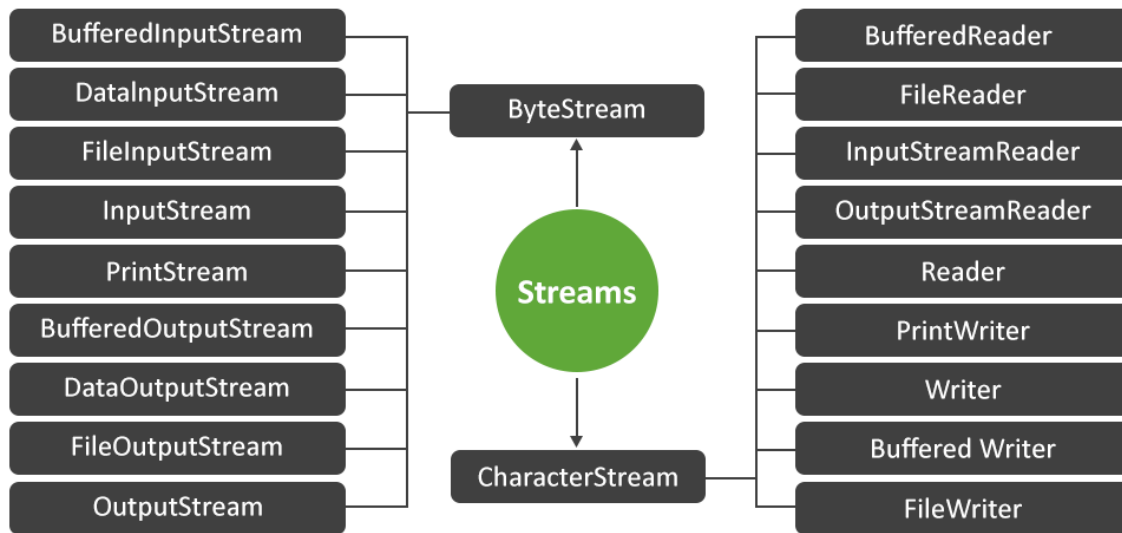 BufferedInputStream
DataInputStream
FileInputStream
InputStream
PrintStream
BufferedOutputStream
DataOutputStream
FileOutputStream
OutputStream
ByteStream
Streams
CharacterStream
BufferedReader
FileReader
InputStreamReader
OutputStreamReader
Reader
PrintWriter
Writer
Buffered Writer
FileWriter